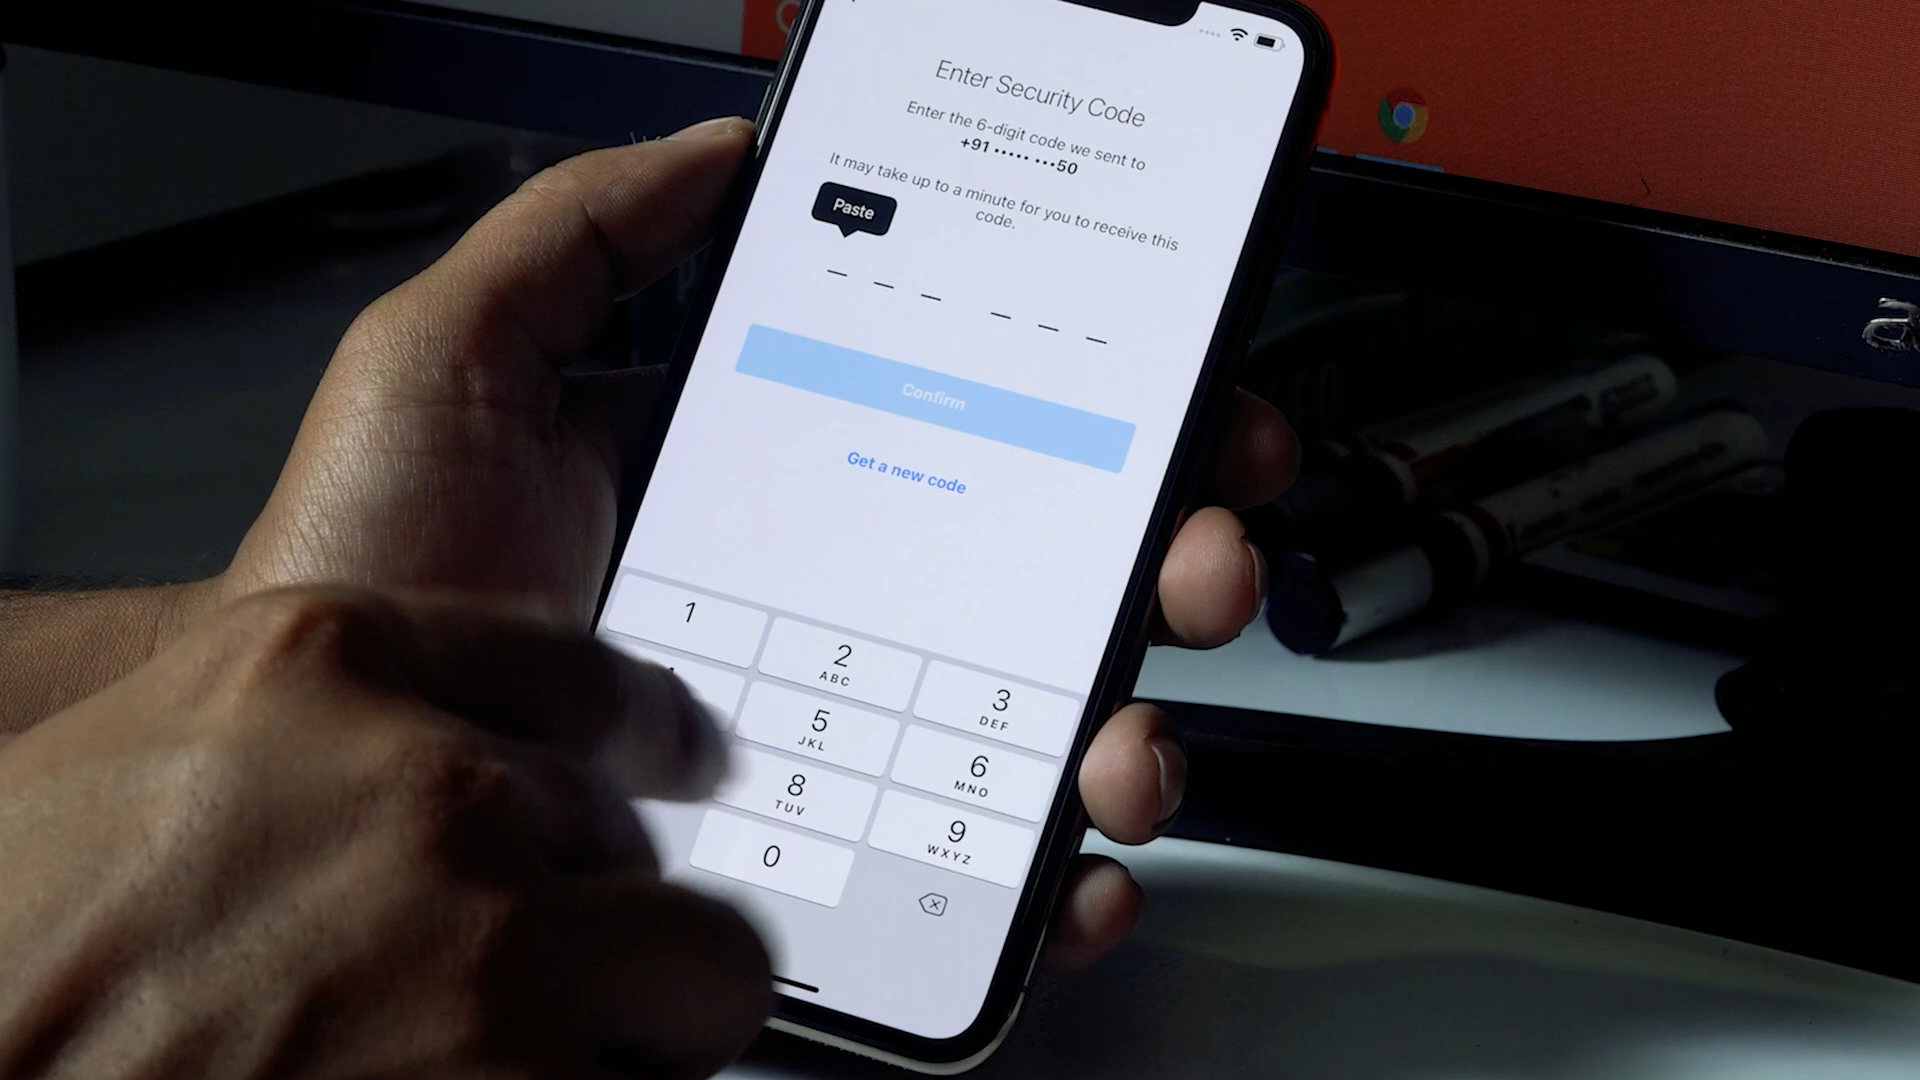 Enter Security Code
Enter the 6-digit code we sent to
+91 ••••• •••50
It may take up to a minute for you to receive this
code.
Paste
Confirm
Get a new code
1
2
ABC
3
DEF
5
JKL
6
MNO
8
TUV
9
WXYZ
0